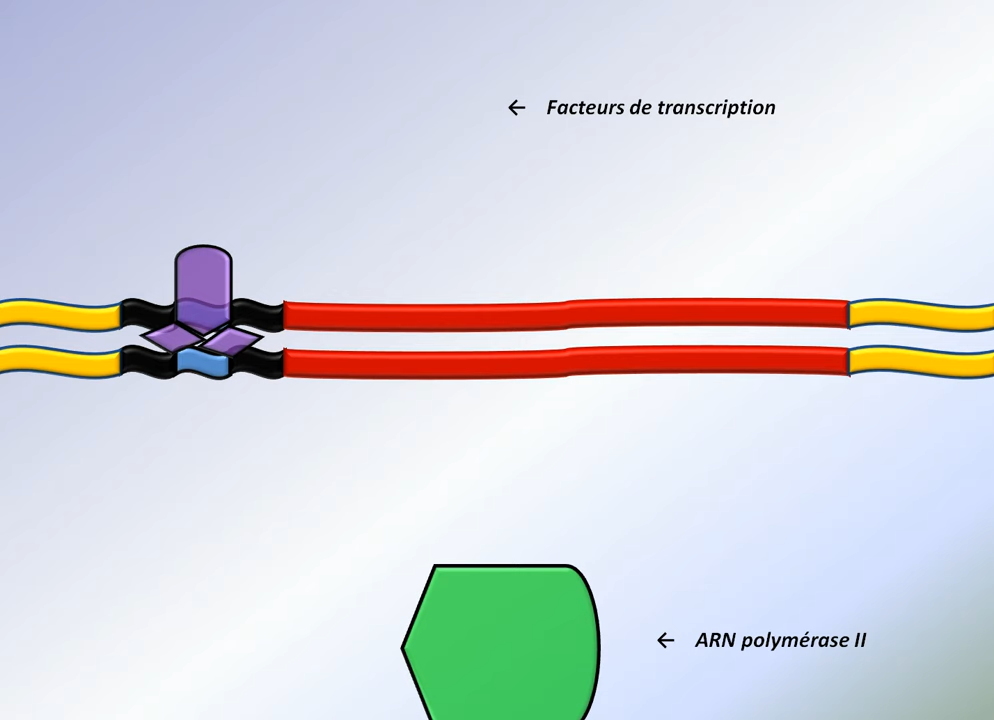 ← Facteurs de transcription
← ARN polymérase II